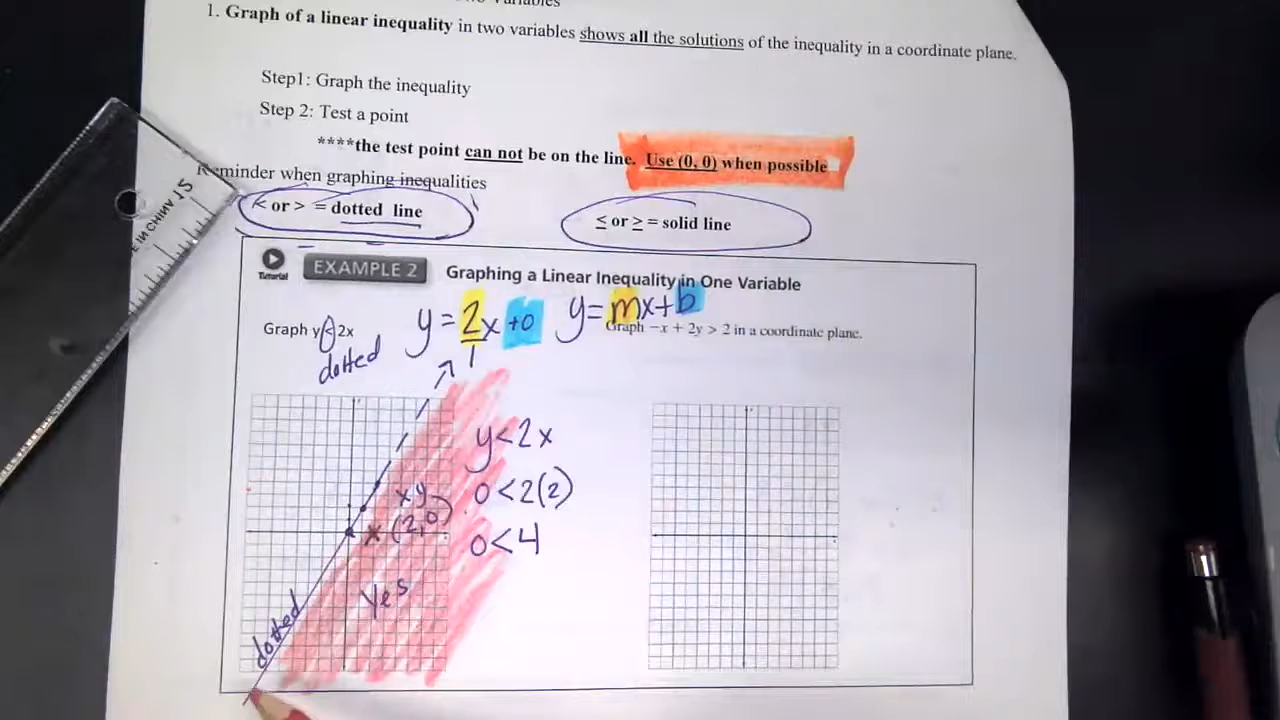 1. Graph of a linear inequality in two variables shows all the solutions of the inequality in a coordinate plane.
Step1: Graph the inequality
Step 2: Test a point
****the test point can not be on the line. Use (0, 0) when possible
Reminder when graphing inequalities
< or > = dotted line
≤ or ≥ = solid line
Tutorial
EXAMPLE 2 Graphing a Linear Inequality in One Variable
Graph y < 2x
dotted
y = 2x +0
1
y = mx + b
Graph −x + 2y > 2 in a coordinate plane.
y < 2x
0 < 2(2)
0 < 4
x y
x (2,0)
Yes
dotted